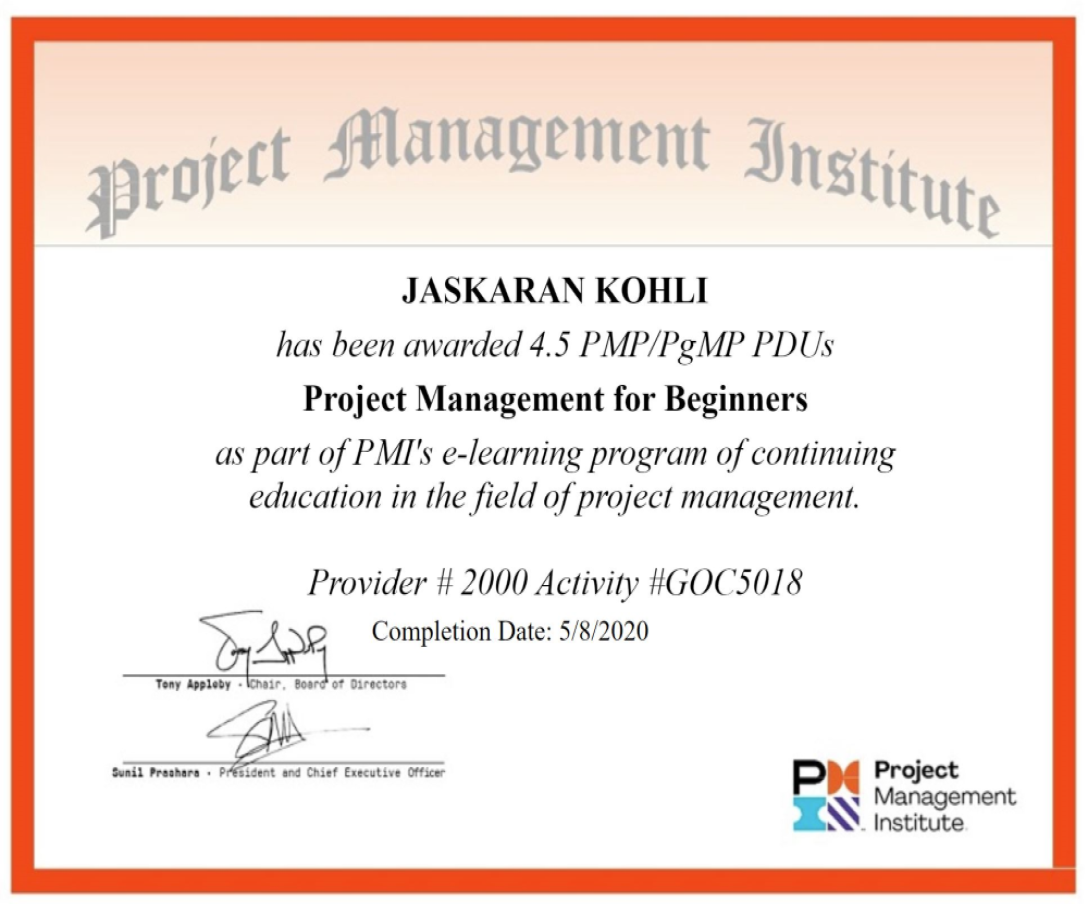 Project Management Institute
JASKARAN KOHLI
has been awarded 4.5 PMP/PgMP PDUs
Project Management for Beginners
as part of PMI's e-learning program of continuing
education in the field of project management.
Provider # 2000 Activity #GOC5018
Completion Date: 5/8/2020
Tony Appleby - Chair, Board of Directors
Sunil Prashara - President and Chief Executive Officer
PM
Project
Management
Institute.